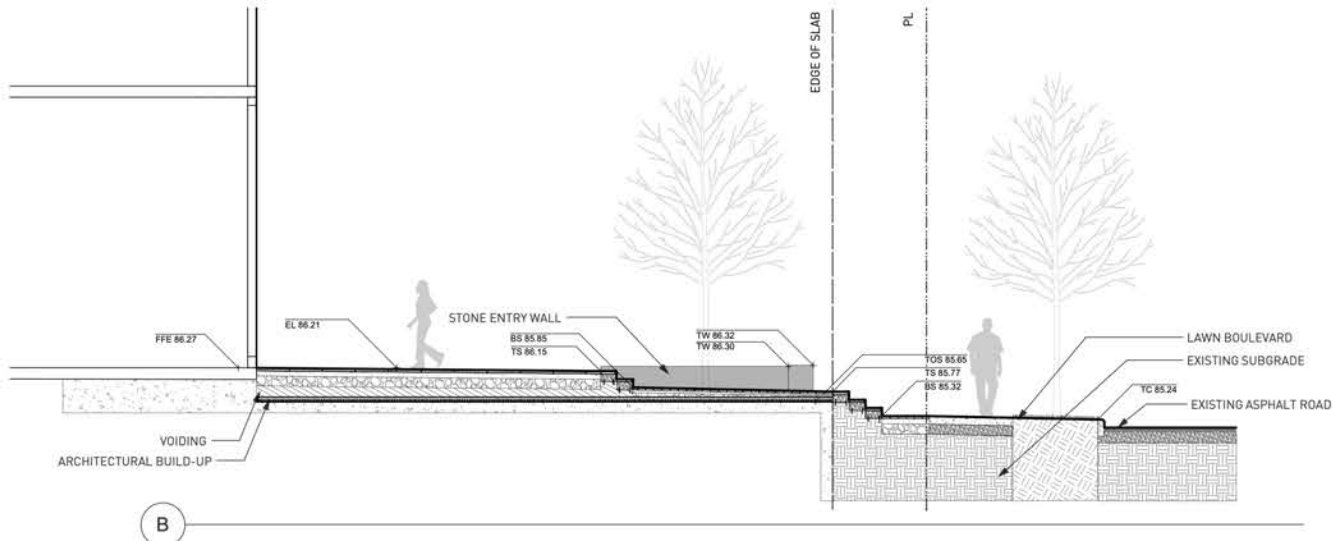 EDGE OF SLAB
PL
STONE ENTRY WALL
FFE 86.27
EL 86.21
BS 85.85
TS 86.15
TW 86.32
TW 86.30
TOS 85.65
TS 85.77
BS 85.32
LAWN BOULEVARD
EXISTING SUBGRADE
TC 85.24
EXISTING ASPHALT ROAD
VOIDING
ARCHITECTURAL BUILD-UP
B